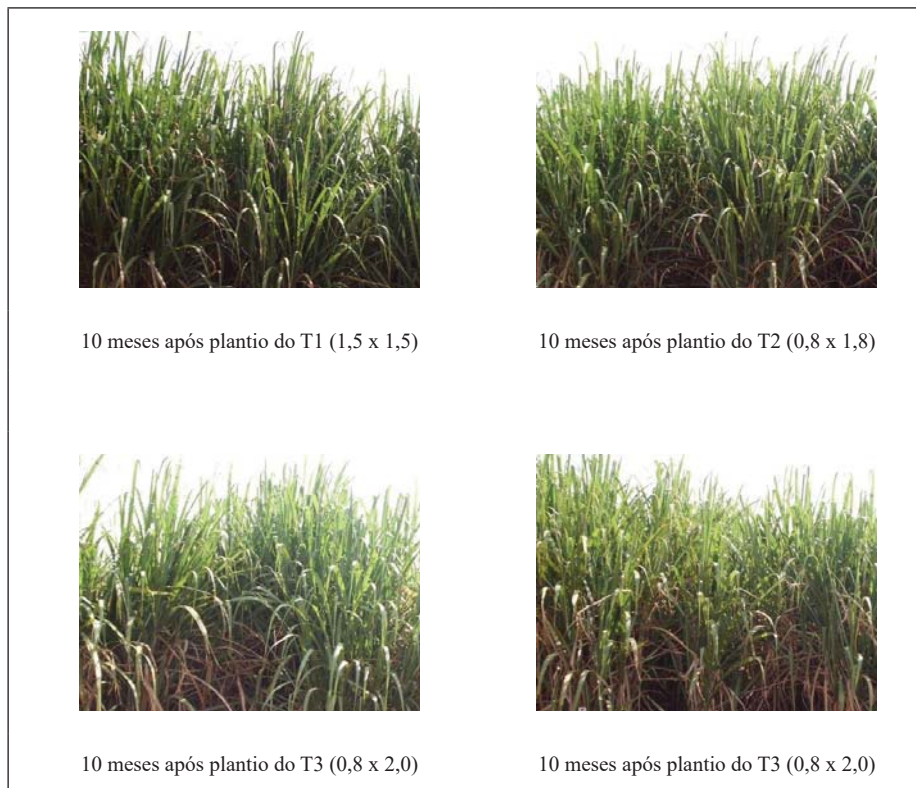 10 meses após plantio do T1 (1,5 x 1,5)
10 meses após plantio do T2 (0,8 x 1,8)
10 meses após plantio do T3 (0,8 x 2,0)
10 meses após plantio do T3 (0,8 x 2,0)